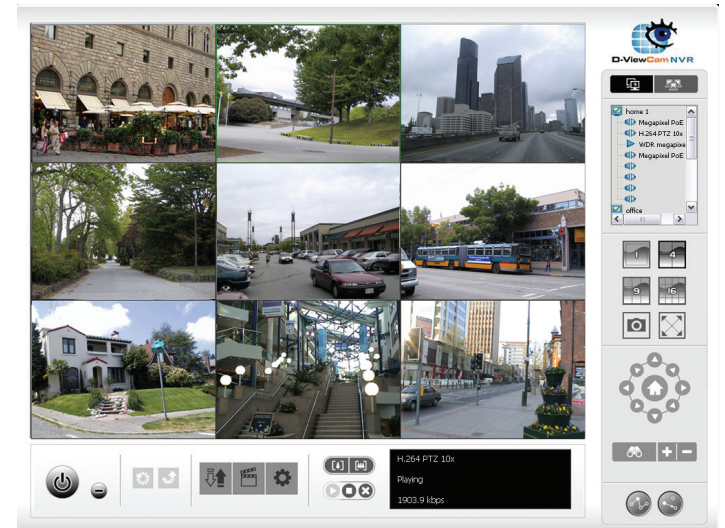 D-ViewCam NVR
home 1
Megapixel PoE
H.264 PTZ 10x
WDR megapixe
Megapixel PoE
office
1
4
9
16
H.264 PTZ 10x
Playing
1903.9 kbps